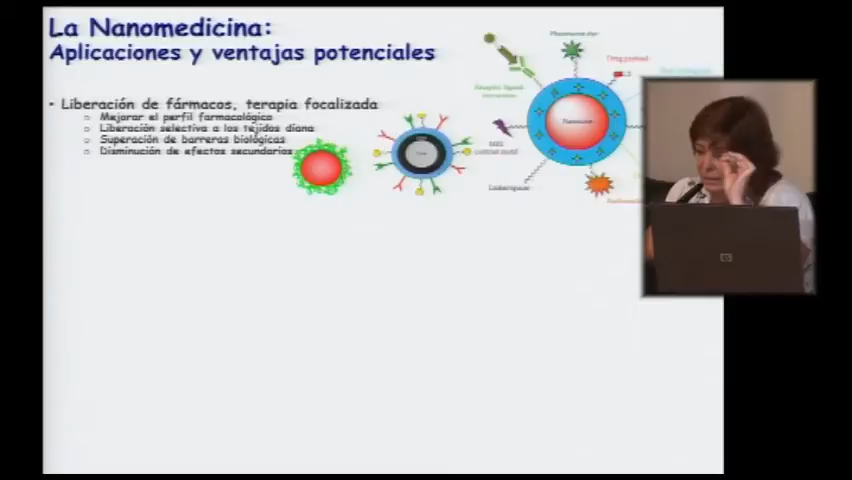 La Nanomedicina:
Aplicaciones y ventajas potenciales
• Liberación de fármacos, terapia focalizada
o Mejorar el perfil farmacológico
o Liberación selectiva a los tejidos diana
o Superación de barreras biológicas
o Disminución de efectos secundarios